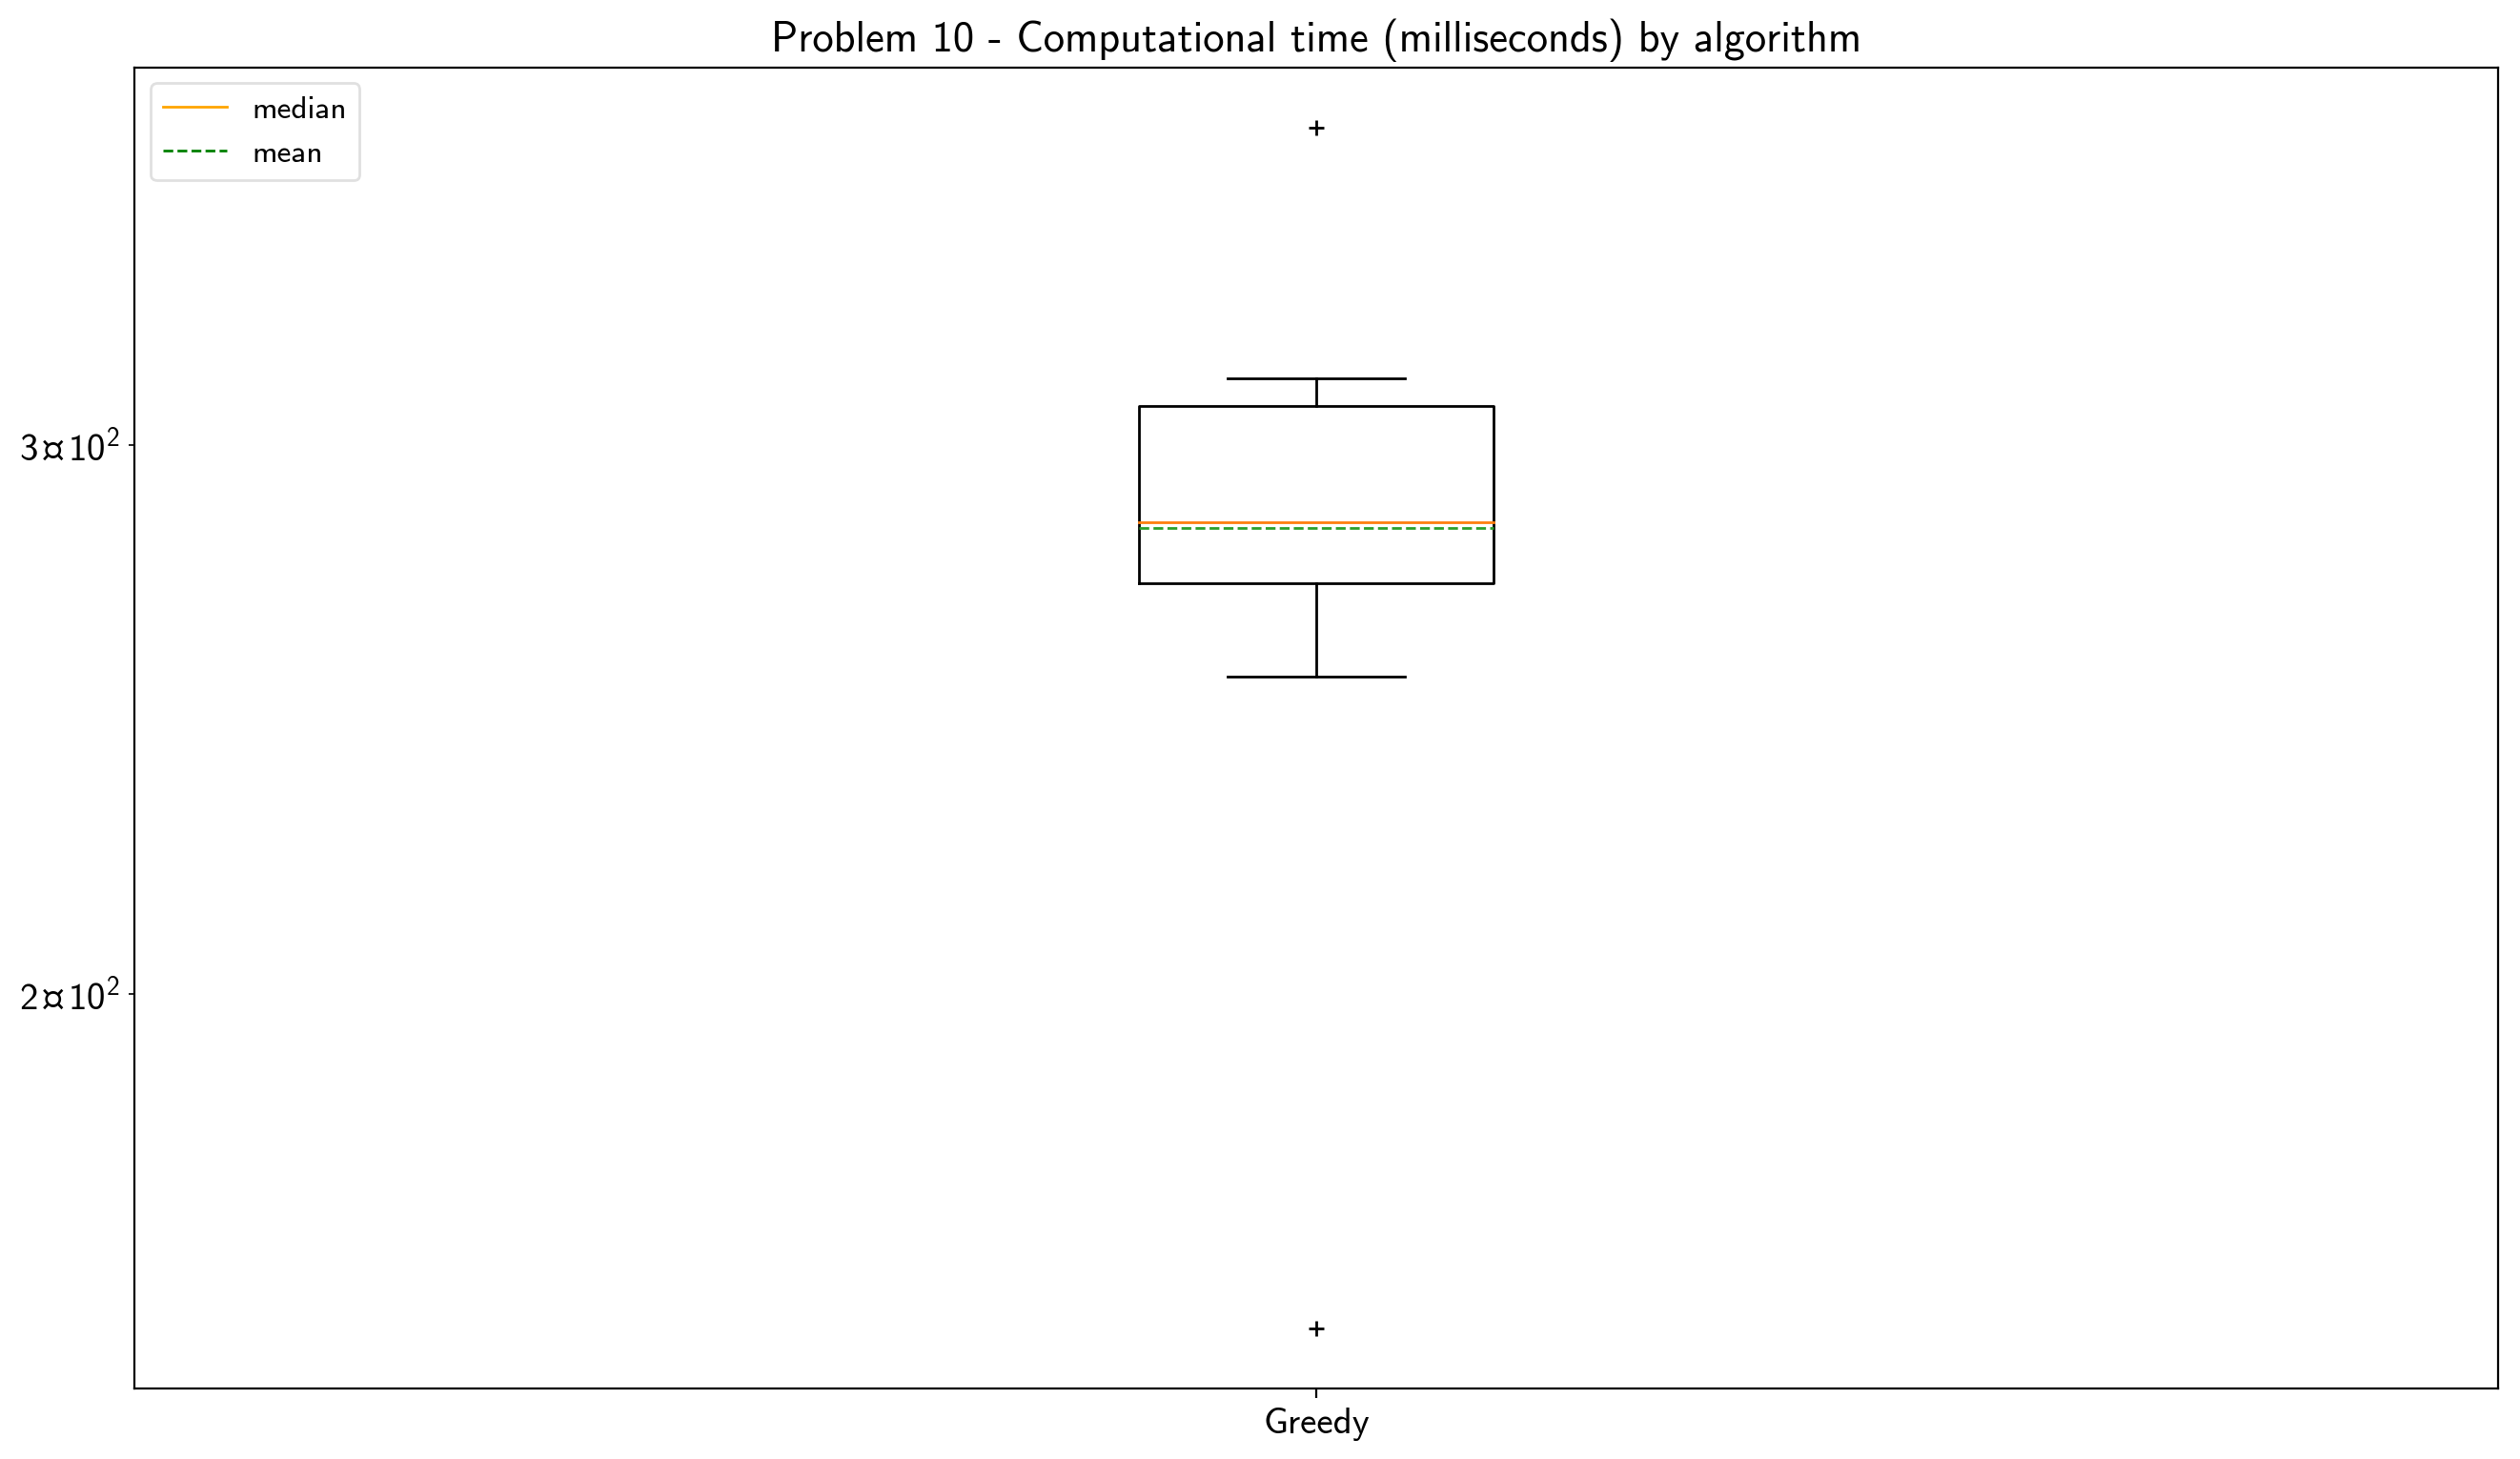 Problem 10 - Computational time (milliseconds) by algorithm
median
mean
3¤10²
2¤10²
Greedy